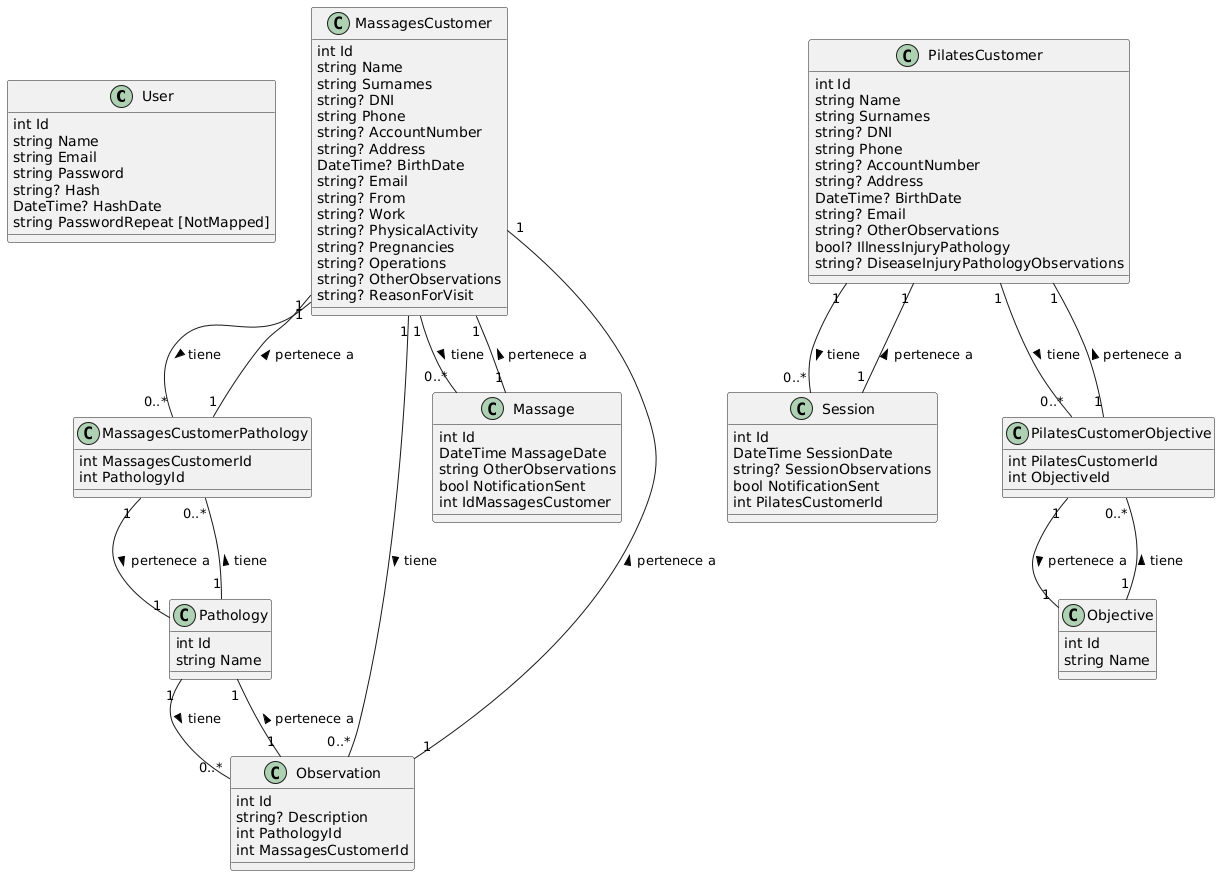 C User
int Id
string Name
string Email
string Password
string? Hash
DateTime? HashDate
string PasswordRepeat [NotMapped]
C MassagesCustomer
int Id
string Name
string Surnames
string? DNI
string Phone
string? AccountNumber
string? Address
DateTime? BirthDate
string? Email
string? From
string? Work
string? PhysicalActivity
string? Pregnancies
string? Operations
string? OtherObservations
string? ReasonForVisit
C PilatesCustomer
int Id
string Name
string Surnames
string? DNI
string Phone
string? AccountNumber
string? Address
DateTime? BirthDate
string? Email
string? OtherObservations
bool? IllnessInjuryPathology
string? DiseaseInjuryPathologyObservations
1
1
1
1
1
1
1
1
1
1
tiene
pertenece a
tiene
pertenece a
tiene
pertenece a
tiene
pertenece a
0..*
1
0..*
1
0..*
1
0..*
1
C MassagesCustomerPathology
int MassagesCustomerId
int PathologyId
C Massage
int Id
DateTime MassageDate
string OtherObservations
bool NotificationSent
int IdMassagesCustomer
C Session
int Id
DateTime SessionDate
string? SessionObservations
bool NotificationSent
int PilatesCustomerId
C PilatesCustomerObjective
int PilatesCustomerId
int ObjectiveId
1
0..*
1
0..*
pertenece a
tiene
tiene
pertenece a
pertenece a
tiene
1
1
1
1
C Pathology
int Id
string Name
C Objective
int Id
string Name
1
1
tiene
pertenece a
0..*
1
0..*
1
C Observation
int Id
string? Description
int PathologyId
int MassagesCustomerId